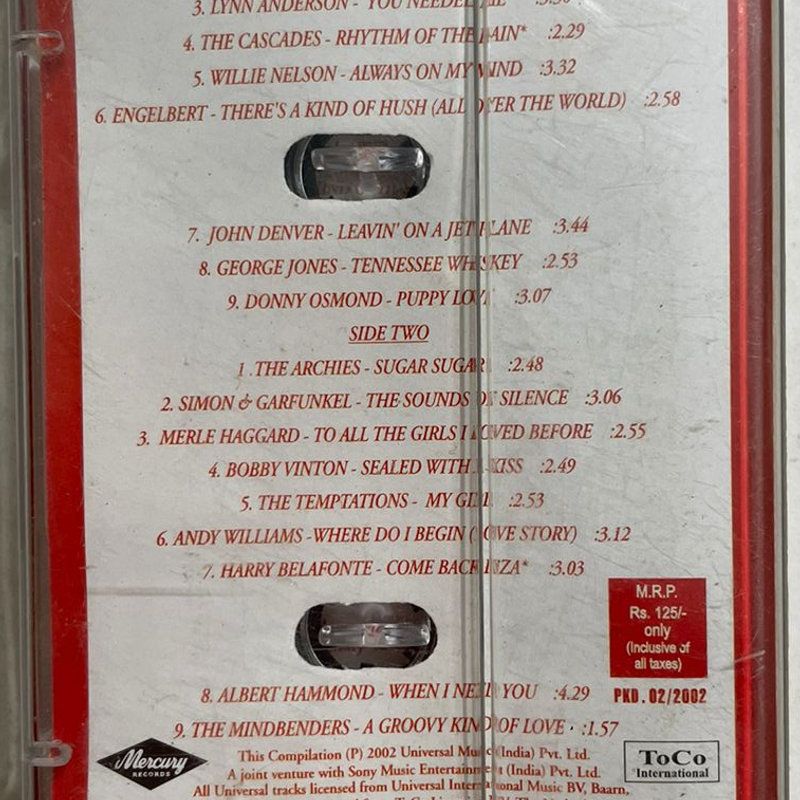 3. LYNN ANDERSON - YOU NEEDED ME :3.30
4. THE CASCADES - RHYTHM OF THE RAIN* :2.29
5. WILLIE NELSON - ALWAYS ON MY MIND :3.32
6. ENGELBERT - THERE'S A KIND OF HUSH (ALL OVER THE WORLD) :2.58
7. JOHN DENVER - LEAVIN' ON A JET PLANE :3.44
8. GEORGE JONES - TENNESSEE WHISKEY :2.53
9. DONNY OSMOND - PUPPY LOVE :3.07
SIDE TWO
1. THE ARCHIES - SUGAR SUGAR :2.48
2. SIMON & GARFUNKEL - THE SOUNDS OF SILENCE :3.06
3. MERLE HAGGARD - TO ALL THE GIRLS I LOVED BEFORE :2.55
4. BOBBY VINTON - SEALED WITH A KISS :2.49
5. THE TEMPTATIONS - MY GIRL :2.53
6. ANDY WILLIAMS - WHERE DO I BEGIN (LOVE STORY) :3.12
7. HARRY BELAFONTE - COME BACK LIZA* :3.03
M.R.P.
Rs. 125/-
only
(Inclusive of
all taxes)
8. ALBERT HAMMOND - WHEN I NEED YOU :4.29
PKD. 02/2002
9. THE MINDBENDERS - A GROOVY KIND OF LOVE :1.57
Mercury
RECORDS
This Compilation (P) 2002 Universal Music (India) Pvt. Ltd.
A joint venture with Sony Music Entertainment (India) Pvt. Ltd.
All Universal tracks licensed from Universal International Music BV, Baarn,
ToCo
International